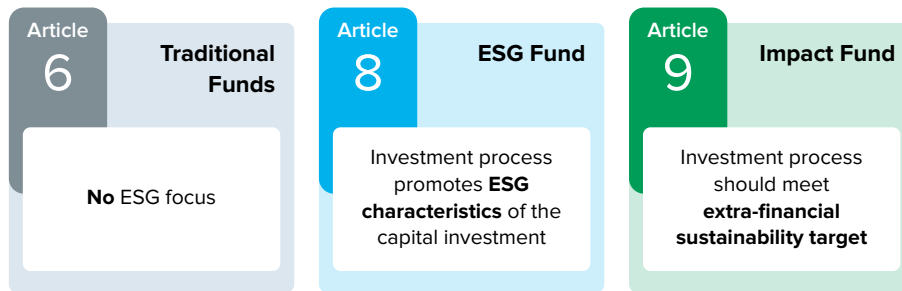 Article
6
Traditional
Funds
No ESG focus
Article
8
ESG Fund
Investment process
promotes ESG
characteristics of the
capital investment
Article
9
Impact Fund
Investment process
should meet
extra-financial
sustainability target